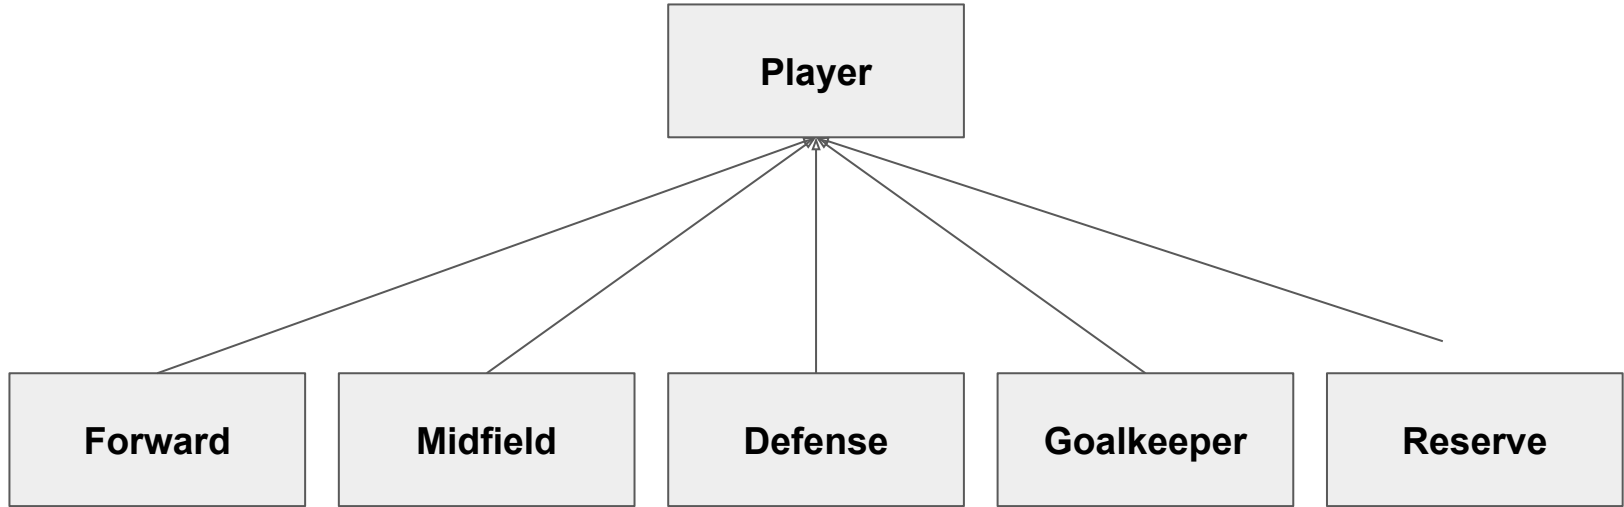 Player
Forward
Midfield
Defense
Goalkeeper
Reserve